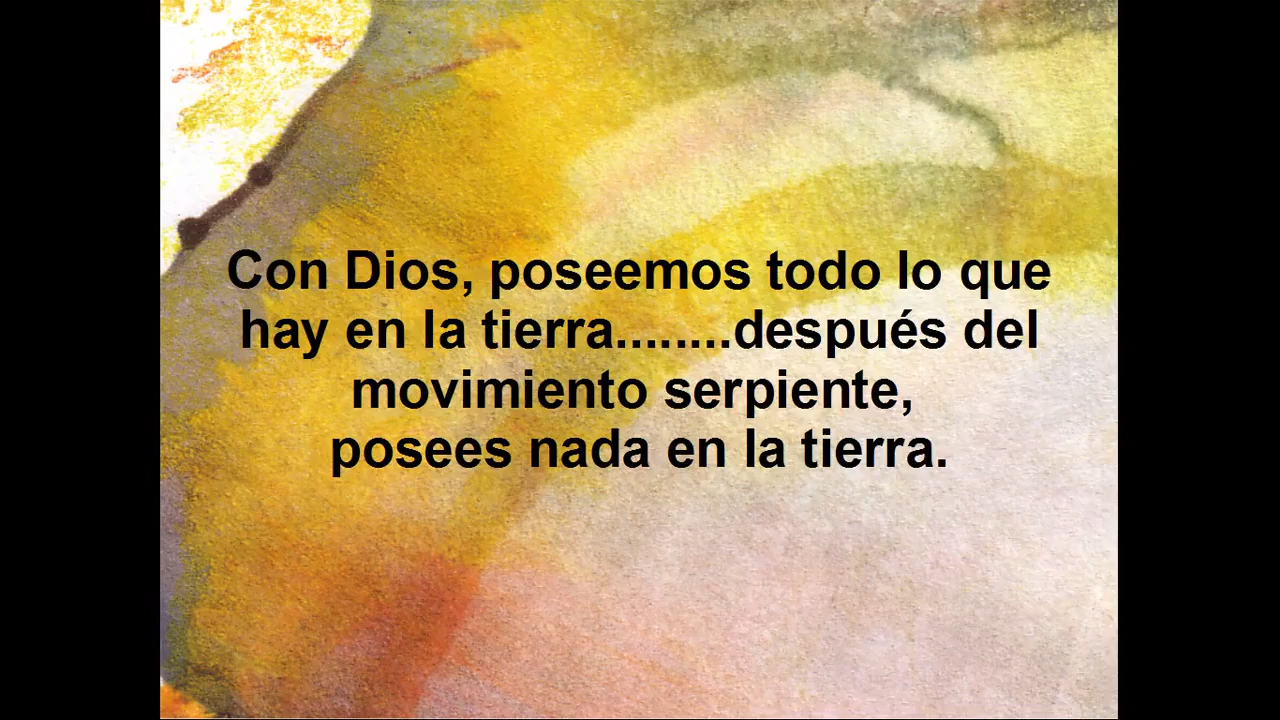 Con Dios, poseemos todo lo que
hay en la tierra........después del
movimiento serpiente,
posees nada en la tierra.